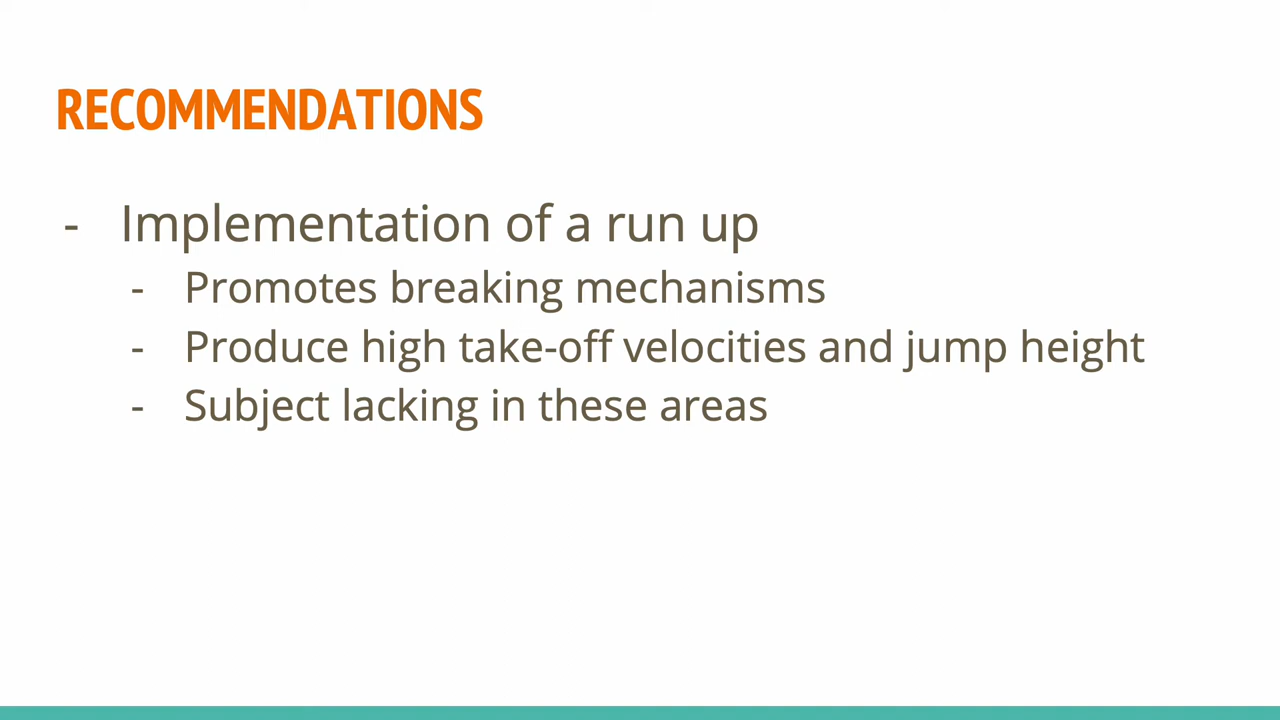 RECOMMENDATIONS
- Implementation of a run up
- Promotes breaking mechanisms
- Produce high take-off velocities and jump height
- Subject lacking in these areas